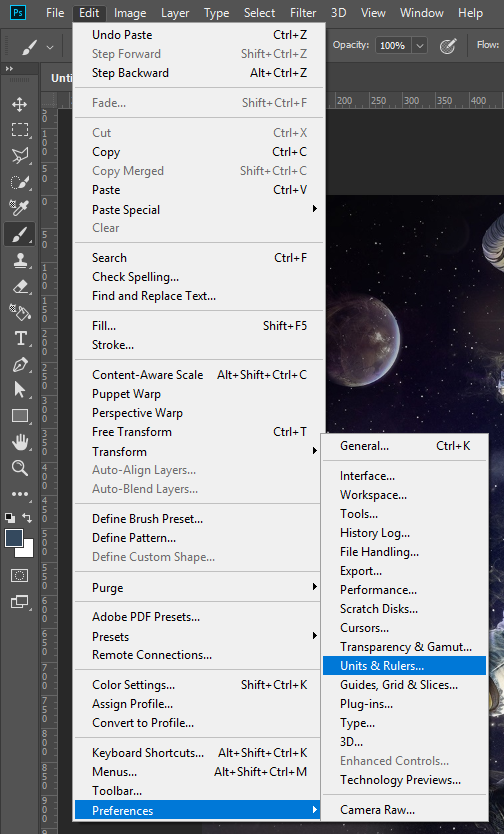 Ps File Edit Image Layer Type Select Filter 3D View Window Help
Opacity: 100% Flow:
Unti
200 250 300 350 400
Undo Paste Ctrl+Z
Step Forward Shift+Ctrl+Z
Step Backward Alt+Ctrl+Z
Fade... Shift+Ctrl+F
Cut Ctrl+X
Copy Ctrl+C
Copy Merged Shift+Ctrl+C
Paste Ctrl+V
Paste Special
Clear
Search Ctrl+F
Check Spelling...
Find and Replace Text...
Fill... Shift+F5
Stroke...
Content-Aware Scale Alt+Shift+Ctrl+C
Puppet Warp
Perspective Warp
Free Transform Ctrl+T
Transform
Auto-Align Layers...
Auto-Blend Layers...
Define Brush Preset...
Define Pattern...
Define Custom Shape...
Purge
Adobe PDF Presets...
Presets
Remote Connections...
Color Settings... Shift+Ctrl+K
Assign Profile...
Convert to Profile...
Keyboard Shortcuts... Alt+Shift+Ctrl+K
Menus... Alt+Shift+Ctrl+M
Toolbar...
Preferences
General... Ctrl+K
Interface...
Workspace...
Tools...
History Log...
File Handling...
Export...
Performance...
Scratch Disks...
Cursors...
Transparency & Gamut...
Units & Rulers...
Guides, Grid & Slices...
Plug-ins...
Type...
3D...
Enhanced Controls...
Technology Previews...
Camera Raw...